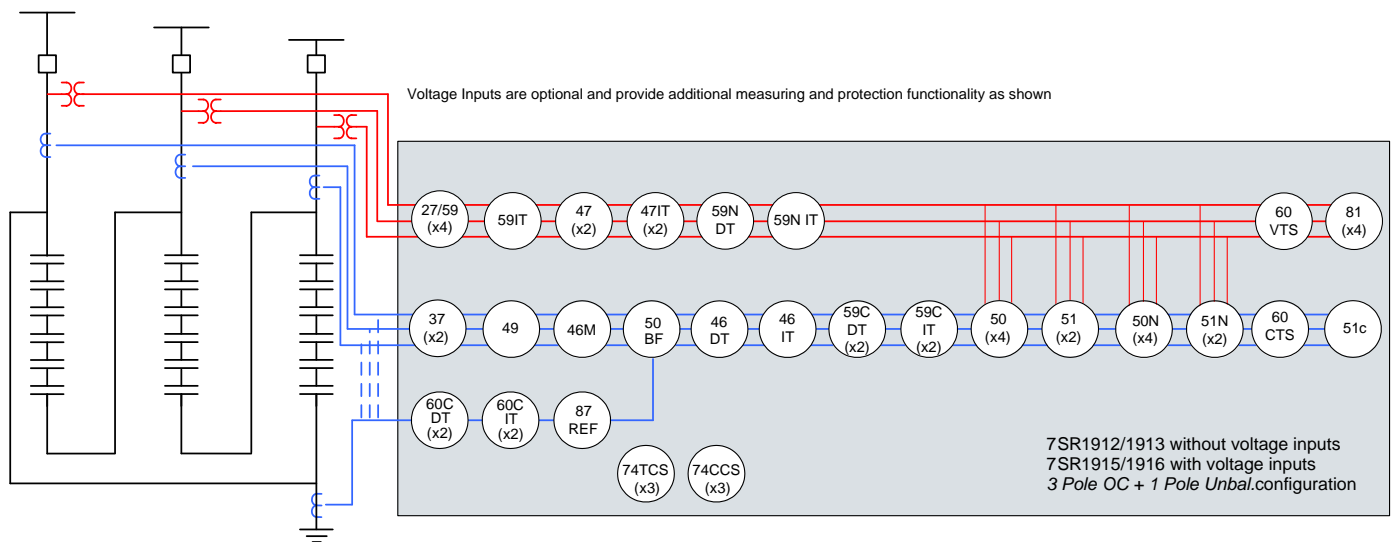 Voltage Inputs are optional and provide additional measuring and protection functionality as shown
27/59
(x4)
59IT
47
(x2)
47IT
(x2)
59N
DT
59N IT
60
VTS
81
(x4)
37
(x2)
49
46M
50
BF
46
DT
46
IT
59C
DT
(x2)
59C
IT
(x2)
50
(x4)
51
(x2)
50N
(x4)
51N
(x2)
60
CTS
51c
60C
DT
(x2)
60C
IT
(x2)
87
REF
74TCS
(x3)
74CCS
(x3)
7SR1912/1913 without voltage inputs
7SR1915/1916 with voltage inputs
3 Pole OC + 1 Pole Unbal.configuration